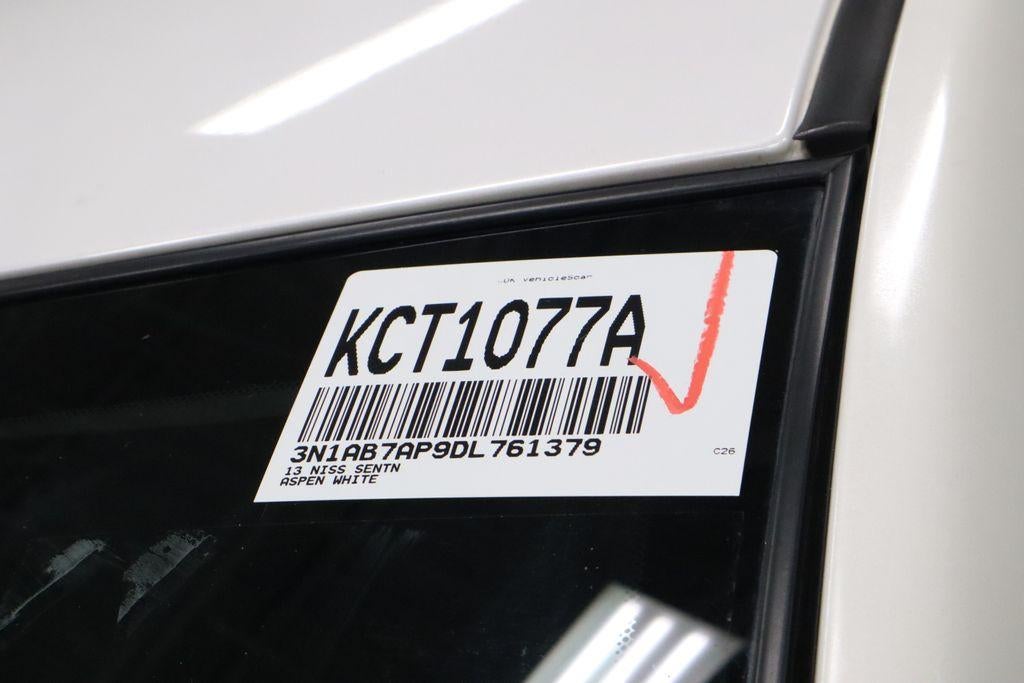 KCT1077A
3N1AB7AP9DL761379
13 NISS SENTN
ASPEN WHITE
C26